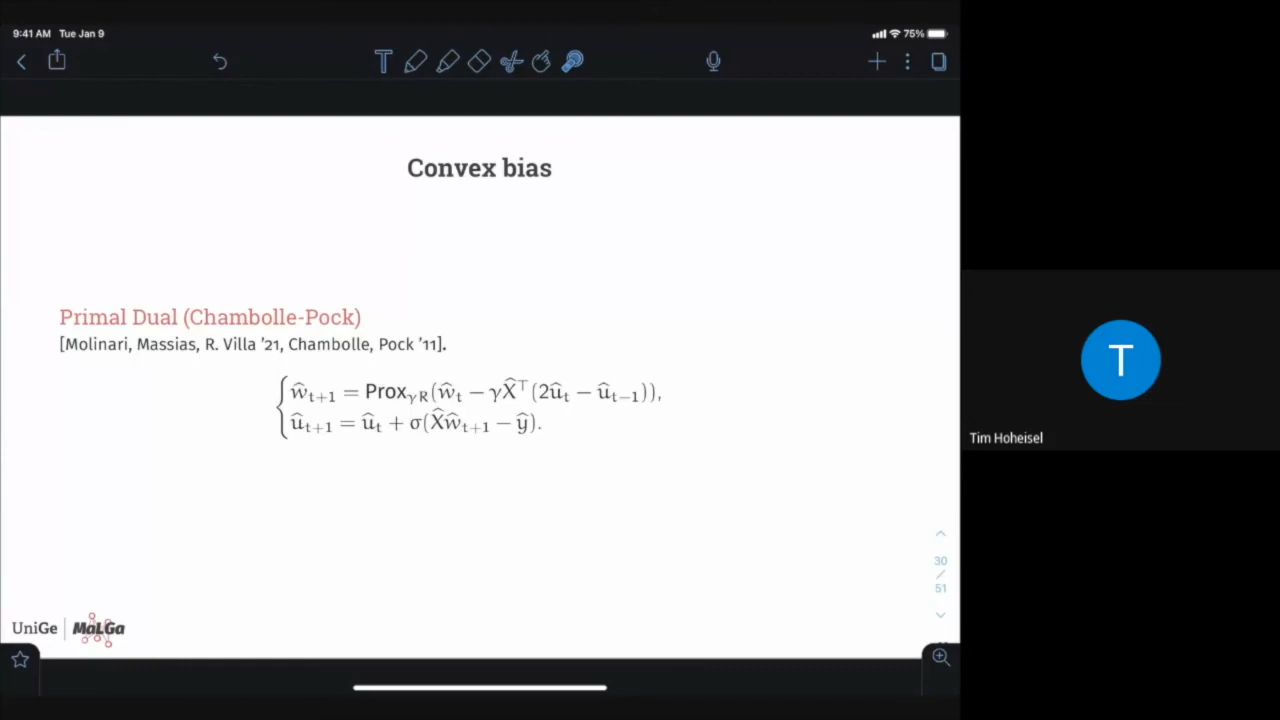 9:41 AM Tue Jan 9
75%
Convex bias
Primal Dual (Chambolle-Pock)
[Molinari, Massias, R. Villa '21, Chambolle, Pock '11].
ŵ_{t+1} = Prox_{γR}(ŵ_t − γX̂^⊤(2û_t − û_{t−1})),
û_{t+1} = û_t + σ(X̂ŵ_{t+1} − ŷ).
T
Tim Hoheisel
30
/
51
UniGe | MaLGa